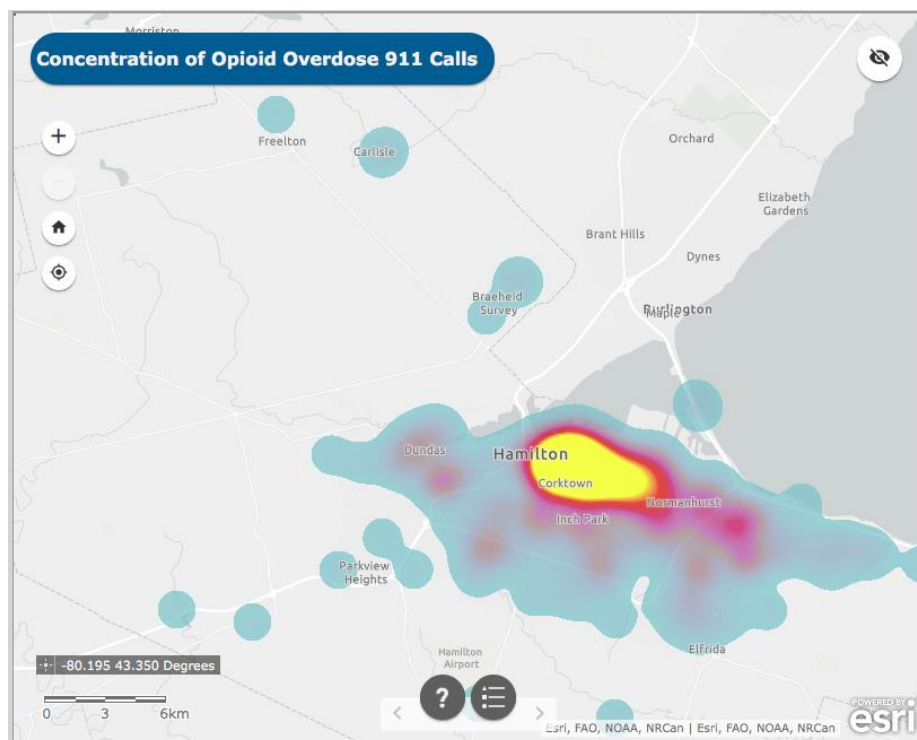 Morriston
Concentration of Opioid Overdose 911 Calls
Freelton
Carlisle
Orchard
Elizabeth
Gardens
Brant Hills
Dynes
Braeheid
Survey
Burlington
Maple
Dundas
Hamilton
Corktown
Normanhurst
Inch Park
Parkview
Heights
Elfrida
Hamilton
Airport
-80.195 43.350 Degrees
0 3 6km
?
Esri, FAO, NOAA, NRCan | Esri, FAO, NOAA, NRCan
POWERED BY
esri